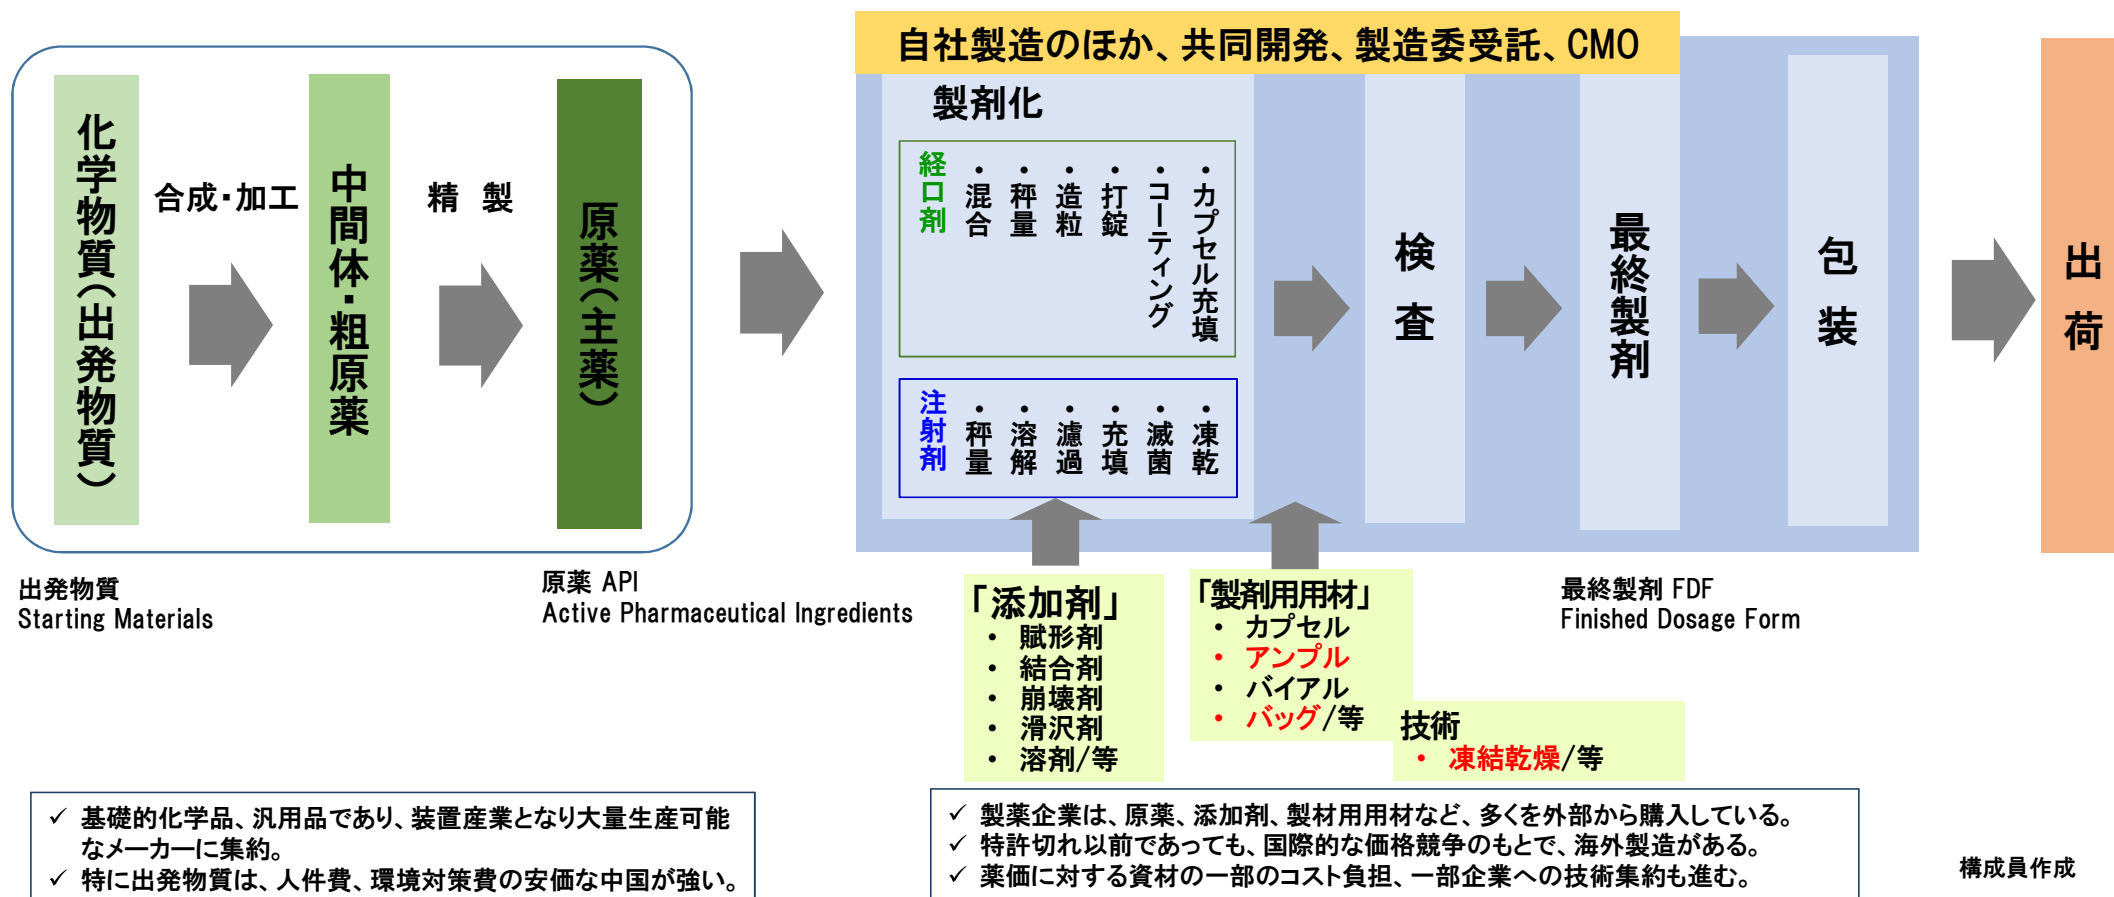 自社製造のほか、共同開発、製造委受託、CMO
化学物質(出発物質)
合成・加工
中間体・粗原薬
精 製
原薬(主薬)
製剤化
経口剤
・混合
・秤量
・造粒
・打錠
・コーティング
・カプセル充填
注射剤
・秤量
・溶解
・濾過
・充填
・滅菌
・凍乾
検査
最終製剤
包装
出荷
出発物質
Starting Materials
原薬 API
Active Pharmaceutical Ingredients
「添加剤」
・ 賦形剤
・ 結合剤
・ 崩壊剤
・ 滑沢剤
・ 溶剤/等
「製剤用用材」
・ カプセル
・ アンプル
・ バイアル
・ バッグ/等
技術
・ 凍結乾燥/等
最終製剤 FDF
Finished Dosage Form
✓ 基礎的化学品、汎用品であり、装置産業となり大量生産可能
なメーカーに集約。
✓ 特に出発物質は、人件費、環境対策費の安価な中国が強い。
✓ 製薬企業は、原薬、添加剤、製材用用材など、多くを外部から購入している。
✓ 特許切れ以前であっても、国際的な価格競争のもとで、海外製造がある。
✓ 薬価に対する資材の一部のコスト負担、一部企業への技術集約も進む。
構成員作成